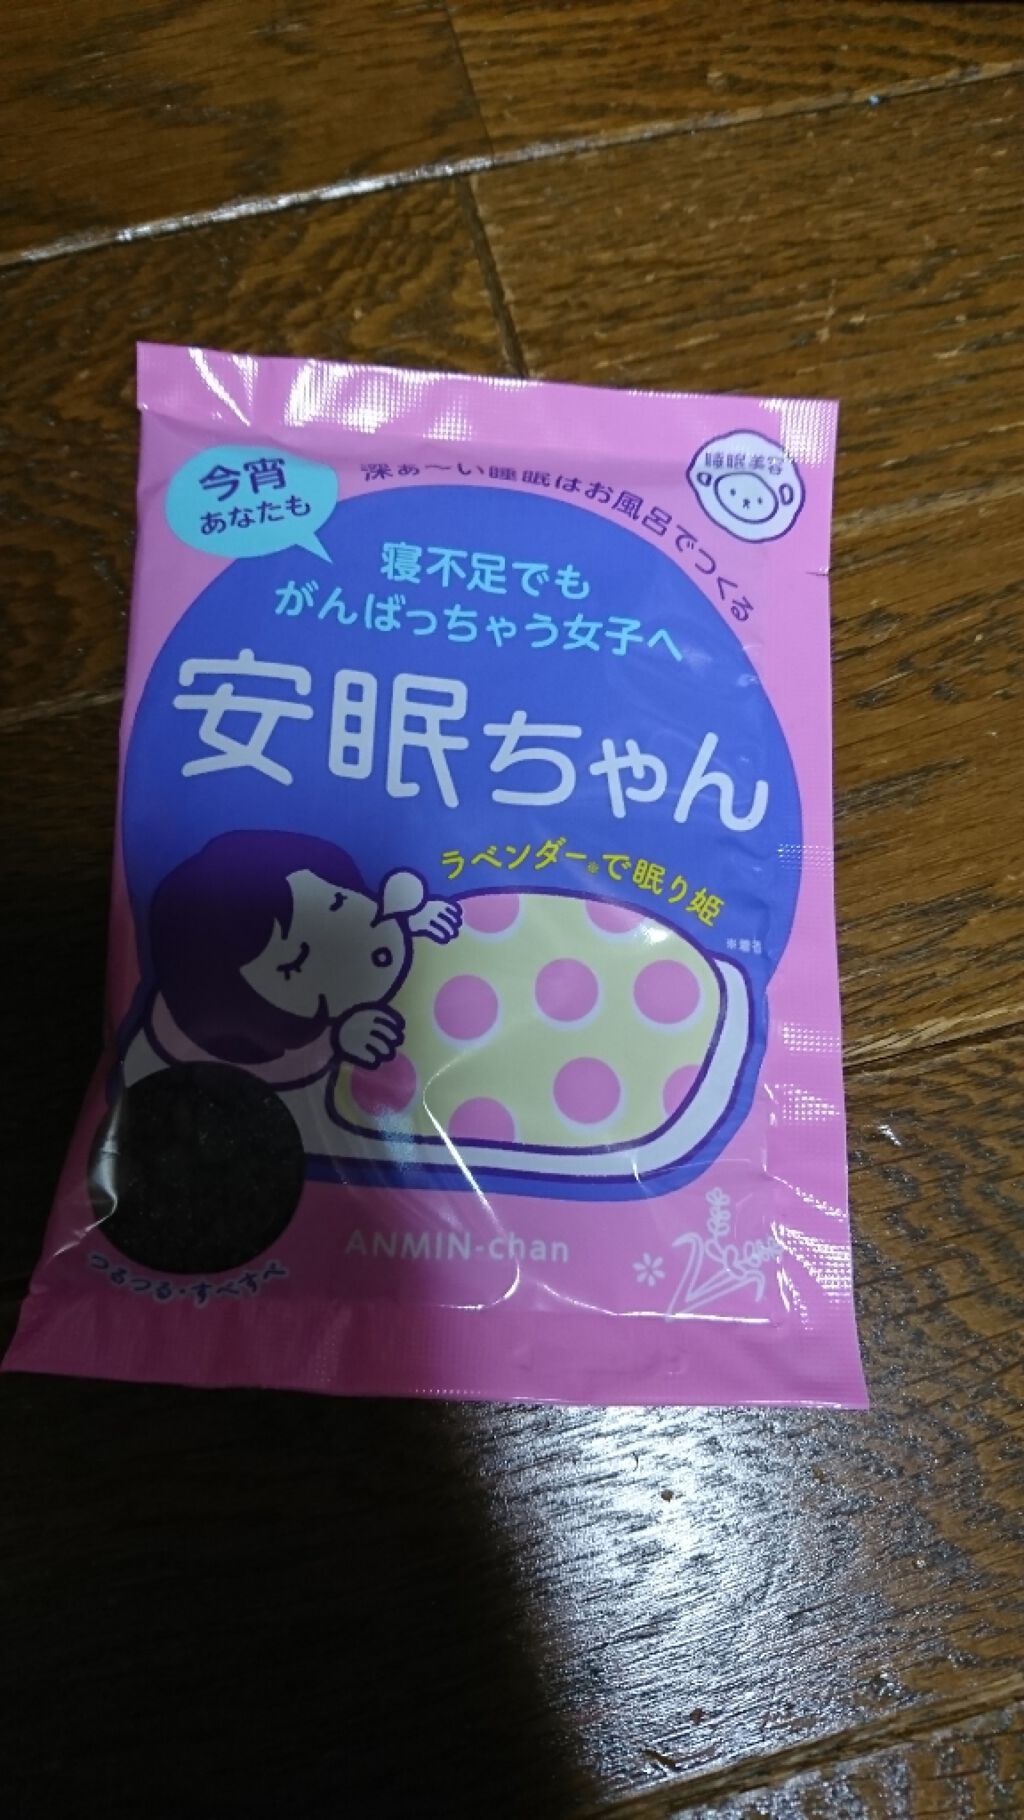 今宵
あなたも
深ぁ〜い睡眠はお風呂でつくる
睡眠美容
寝不足でも
がんばっちゃう女子へ
安眠ちゃん
ラベンダー※で眠り姫
※着香
つるつる・すべすべ
ANMIN-chan